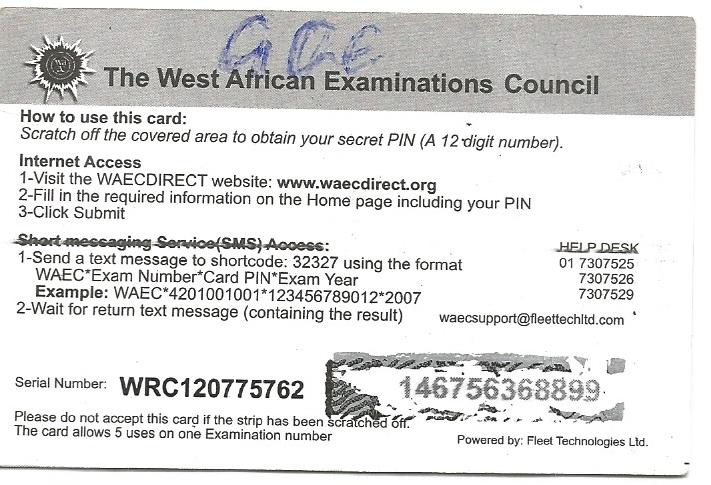 GCE
The West African Examinations Council
How to use this card:
Scratch off the covered area to obtain your secret PIN (A 12 digit number).
Internet Access
1-Visit the WAECDIRECT website: www.waecdirect.org
2-Fill in the required information on the Home page including your PIN
3-Click Submit
Short messaging Service(SMS) Access:
1-Send a text message to shortcode: 32327 using the format
WAEC*Exam Number*Card PIN*Exam Year
Example: WAEC*4201001001*123456789012*2007
2-Wait for return text message (containing the result)
HELP DESK
01 7307525
7307526
7307529
waecsupport@fleettechltd.com
Serial Number: WRC120775762
146756368899
Please do not accept this card if the strip has been scratched off.
The card allows 5 uses on one Examination number
Powered by: Fleet Technologies Ltd.